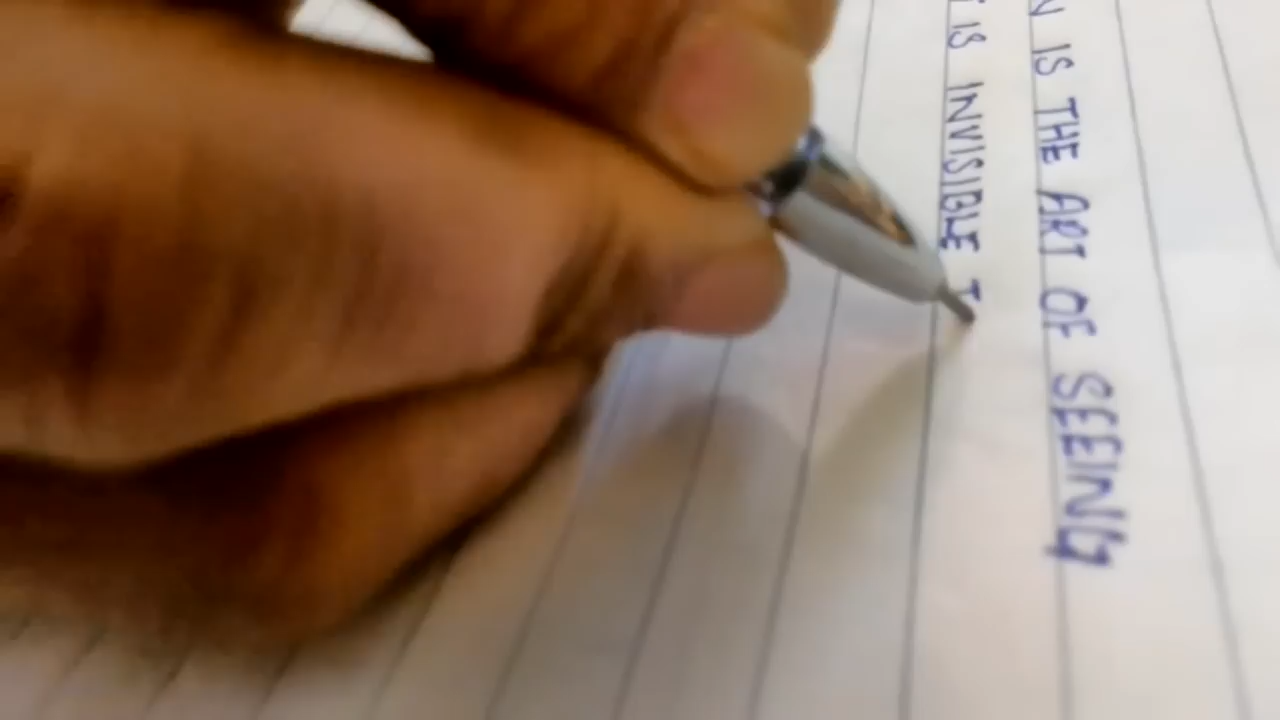 N IS THE ART OF SEEING
T IS INVISIBLE T